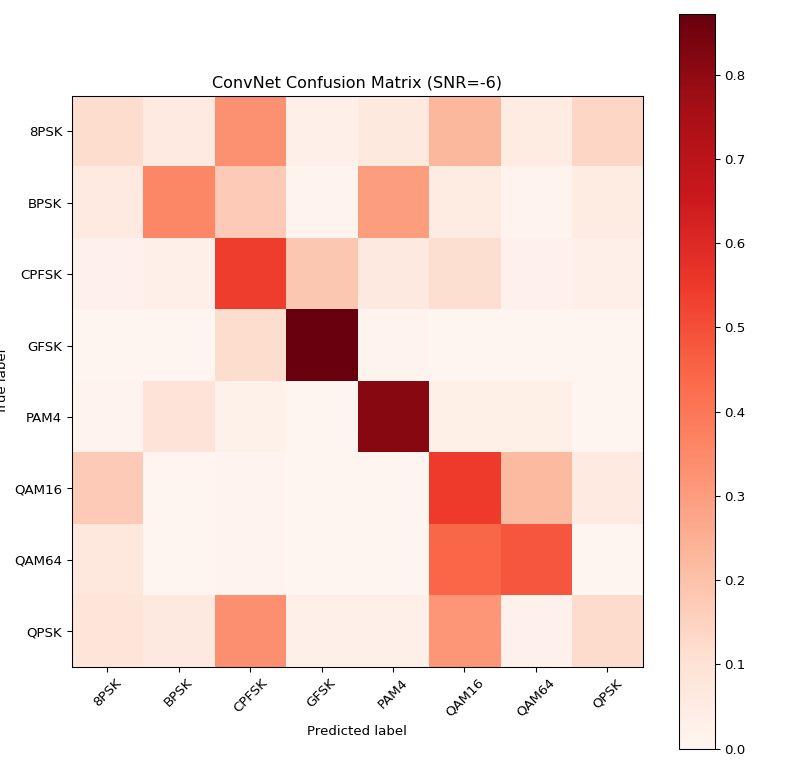 ConvNet Confusion Matrix (SNR=-6)
8PSK
BPSK
CPFSK
GFSK
PAM4
QAM16
QAM64
QPSK
8PSK
BPSK
CPFSK
GFSK
PAM4
QAM16
QAM64
QPSK
Predicted label
0.8
0.7
0.6
0.5
0.4
0.3
0.2
0.1
0.0